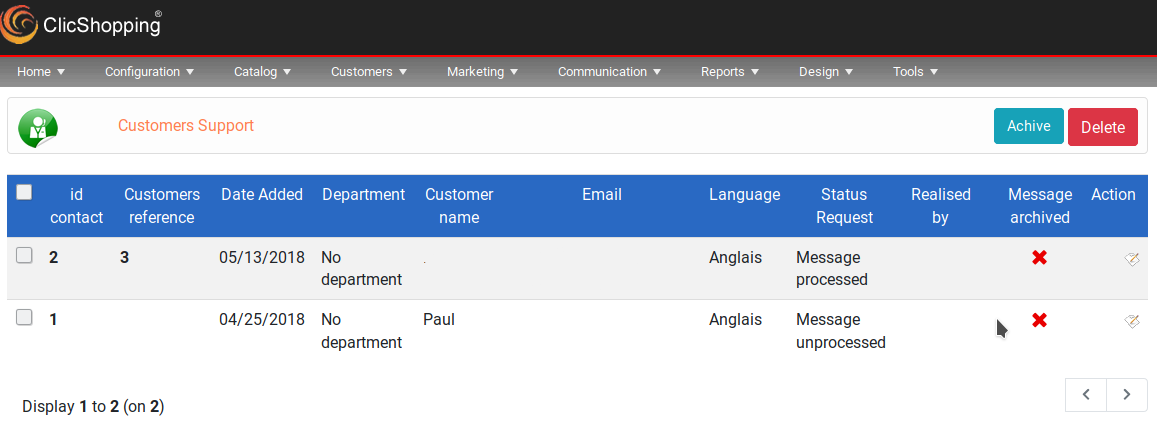 ClicShopping®
Home Configuration Catalog Customers Marketing Communication Reports Design Tools
Customers Support
Achive Delete
id contact Customers reference Date Added Department Customer name Email Language Status Request Realised by Message archived Action
2 3 05/13/2018 No department . Anglais Message processed
1 04/25/2018 No department Paul Anglais Message unprocessed
Display 1 to 2 (on 2)